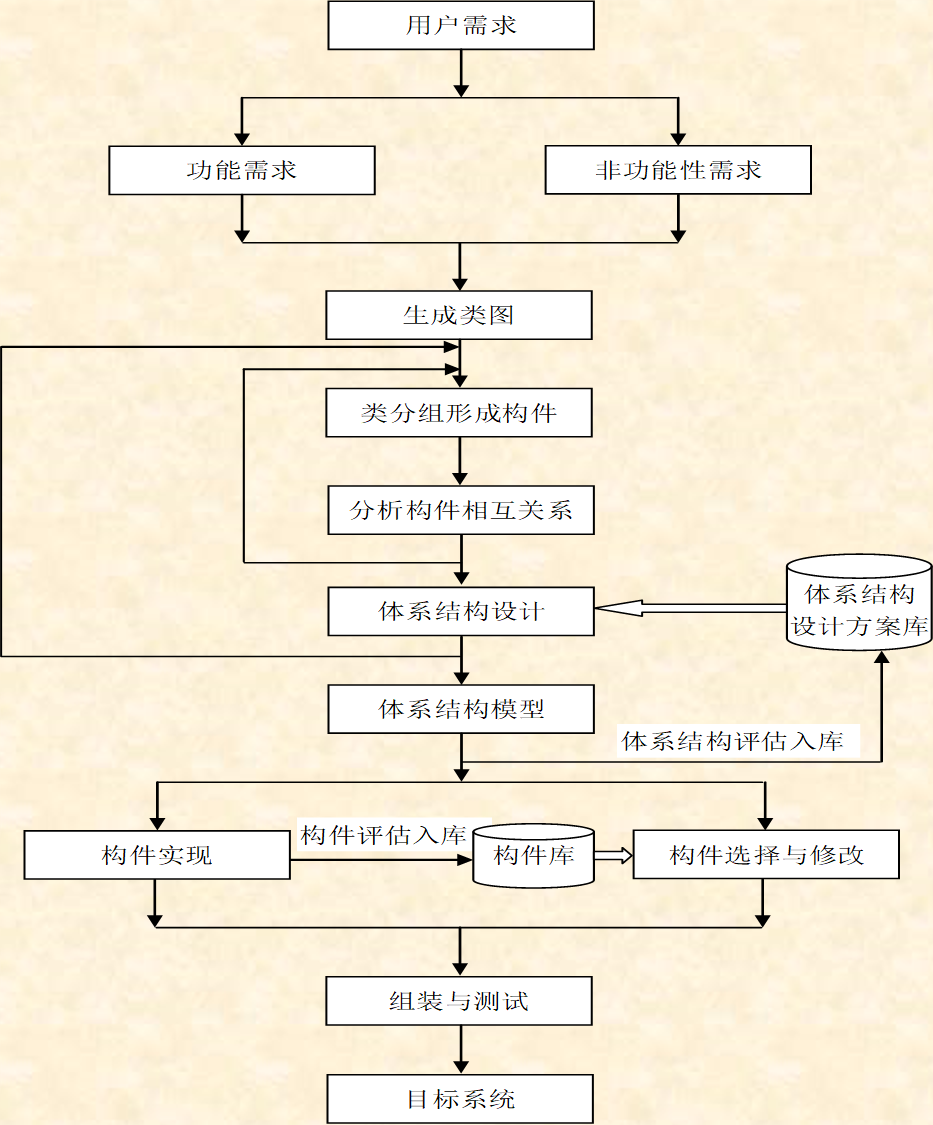 用户需求
功能需求
非功能性需求
生成类图
类分组形成构件
分析构件相互关系
体系结构设计
体系结构
设计方案库
体系结构模型
体系结构评估入库
构件实现
构件评估入库
构件库
构件选择与修改
组装与测试
目标系统